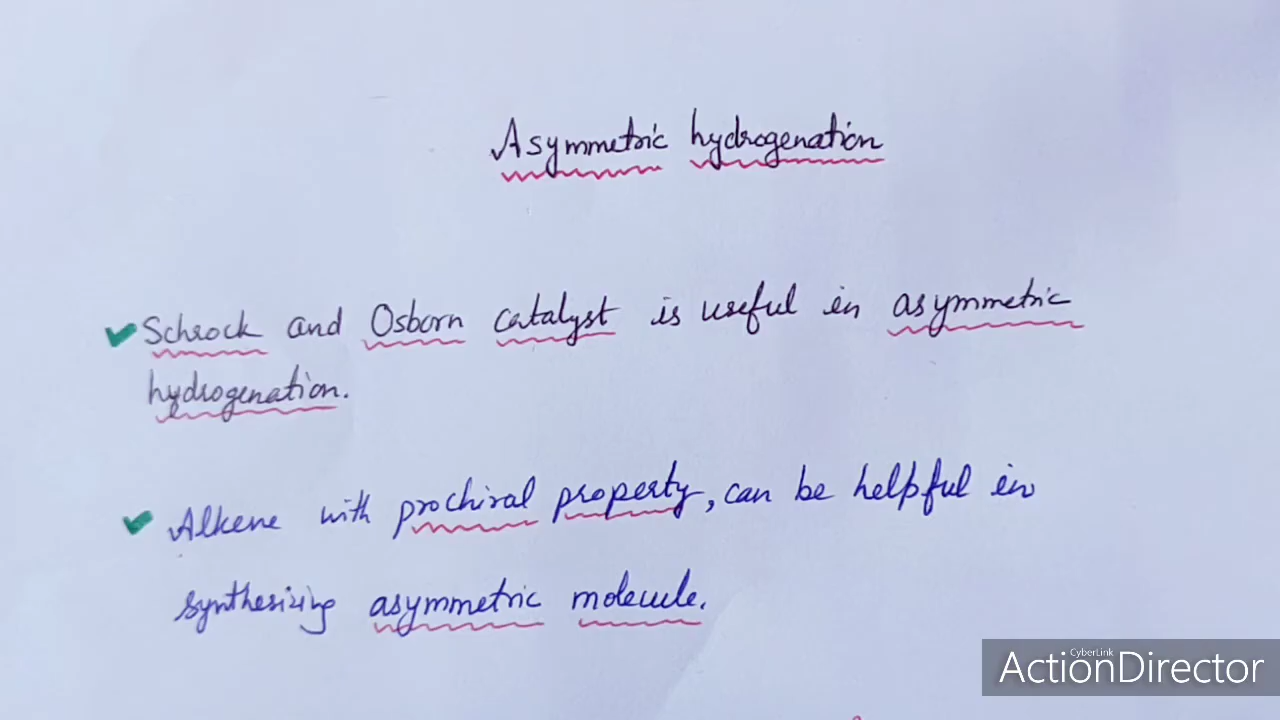 Asymmetric hydrogenation
Schrock and Osborn catalyst is useful in asymmetric
hydrogenation.
Alkene with prochiral property, can be helpful in
synthesizing asymmetric molecule.
CyberLink
ActionDirector